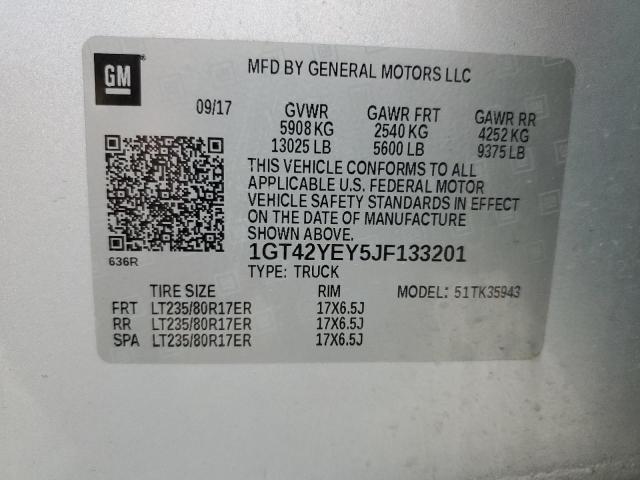 GM
MFD BY GENERAL MOTORS LLC
09/17 GVWR GAWR FRT GAWR RR
5908 KG 2540 KG 4252 KG
13025 LB 5600 LB 9375 LB
THIS VEHICLE CONFORMS TO ALL
APPLICABLE U.S. FEDERAL MOTOR
VEHICLE SAFETY STANDARDS IN EFFECT
ON THE DATE OF MANUFACTURE
SHOWN ABOVE.
636R 1GT42YEY5JF133201
TYPE: TRUCK
TIRE SIZE RIM MODEL: 51TK35943
FRT LT235/80R17ER 17X6.5J
RR LT235/80R17ER 17X6.5J
SPA LT235/80R17ER 17X6.5J